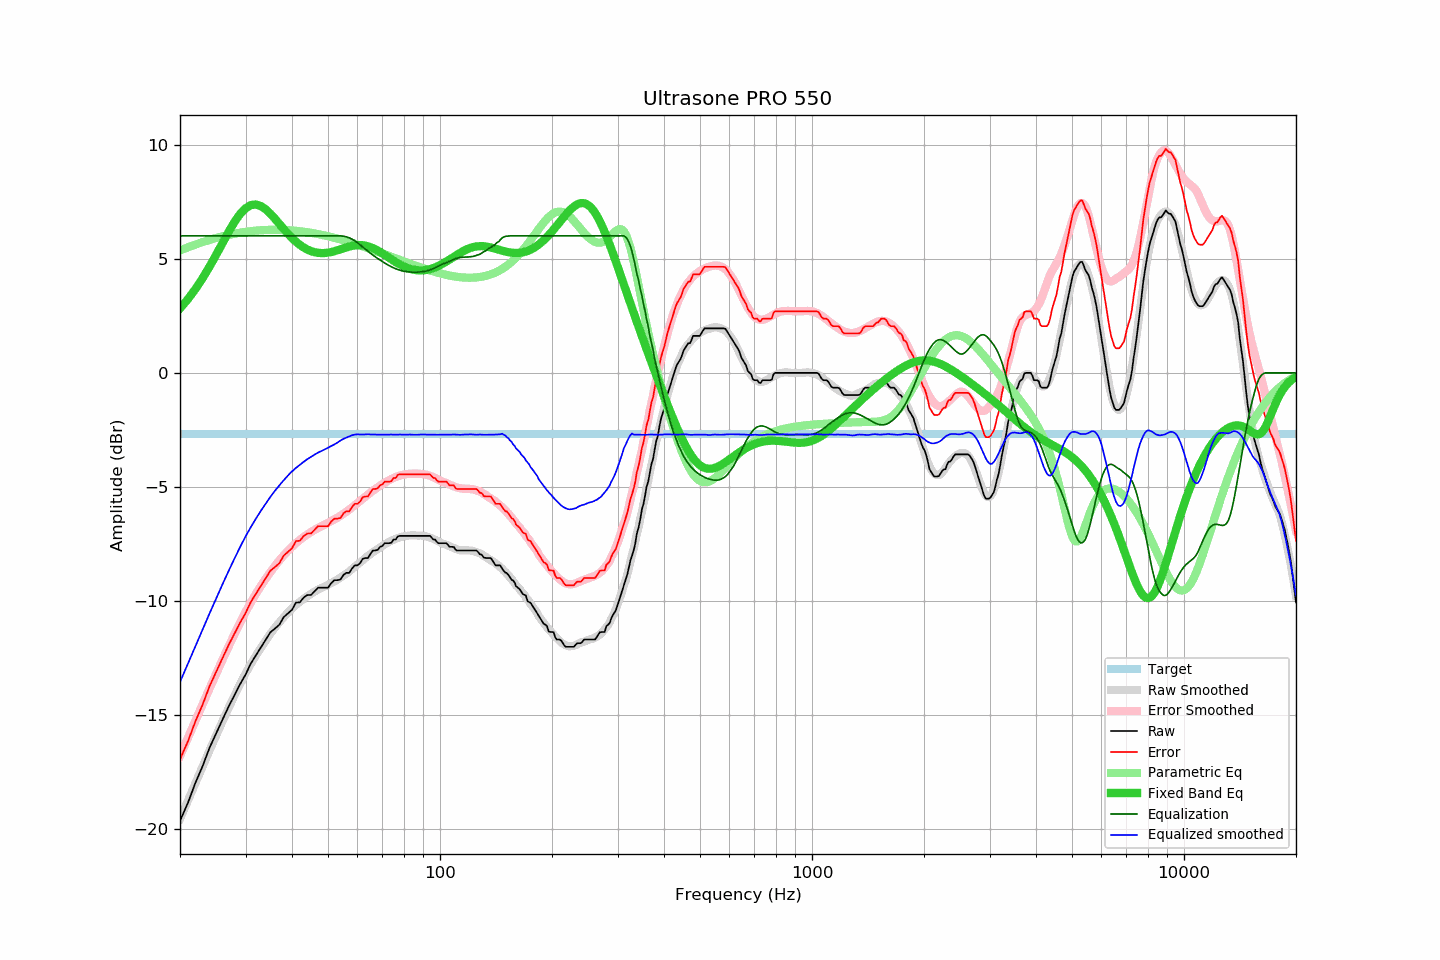 Ultrasone PRO 550
Amplitude (dBr)
10
5
0
−5
−10
−15
−20
100
1000
10000
Frequency (Hz)
Target
Raw Smoothed
Error Smoothed
Raw
Error
Parametric Eq
Fixed Band Eq
Equalization
Equalized smoothed